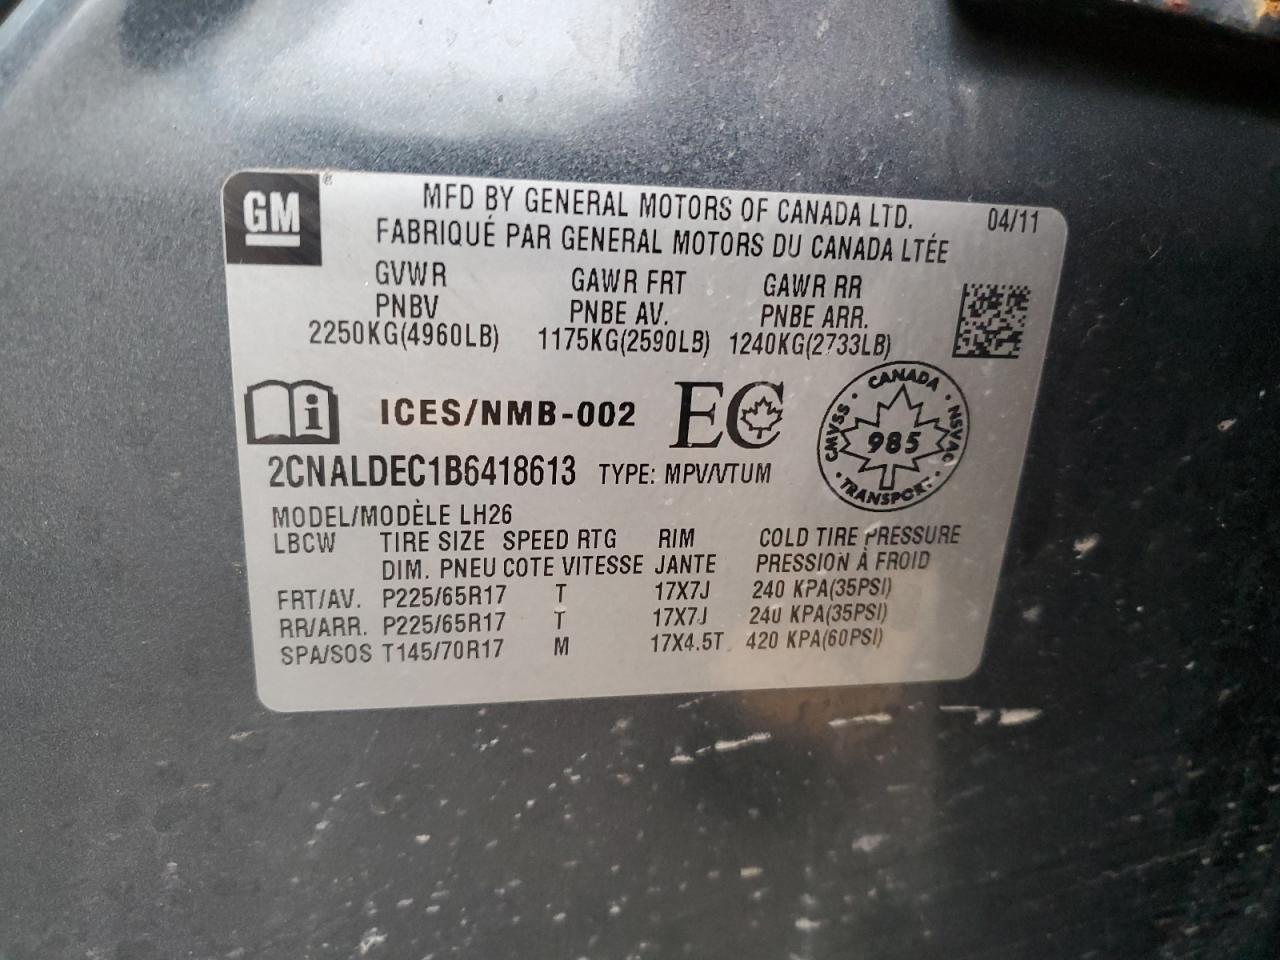 GM ® MFD BY GENERAL MOTORS OF CANADA LTD. 04/11
FABRIQUÉ PAR GENERAL MOTORS DU CANADA LTÉE
GVWR GAWR FRT GAWR RR
PNBV PNBE AV. PNBE ARR.
2250KG(4960LB) 1175KG(2590LB) 1240KG(2733LB)
i ICES/NMB-002 EC
CANADA
CMVSS 985 NSVAC
TRANSPORT
2CNALDEC1B6418613 TYPE: MPV/VTUM
MODEL/MODÈLE LH26
LBCW TIRE SIZE SPEED RTG RIM COLD TIRE PRESSURE
DIM. PNEU COTE VITESSE JANTE PRESSION À FROID
FRT/AV. P225/65R17 T 17X7J 240 KPA(35PSI)
RR/ARR. P225/65R17 T 17X7J 240 KPA(35PSI)
SPA/SOS T145/70R17 M 17X4.5T 420 KPA(60PSI)